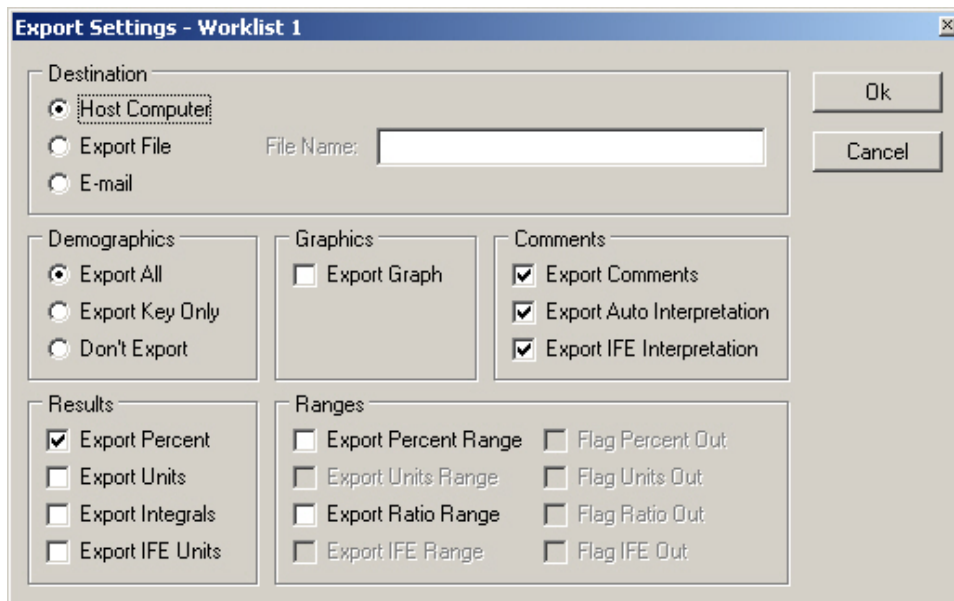 Export Settings - Worklist 1
Destination
Host Computer
Export File
File Name:
E-mail
Ok
Cancel
Demographics
Export All
Export Key Only
Don't Export
Graphics
Export Graph
Comments
Export Comments
Export Auto Interpretation
Export IFE Interpretation
Results
Export Percent
Export Units
Export Integrals
Export IFE Units
Ranges
Export Percent Range
Flag Percent Out
Export Units Range
Flag Units Out
Export Ratio Range
Flag Ratio Out
Export IFE Range
Flag IFE Out